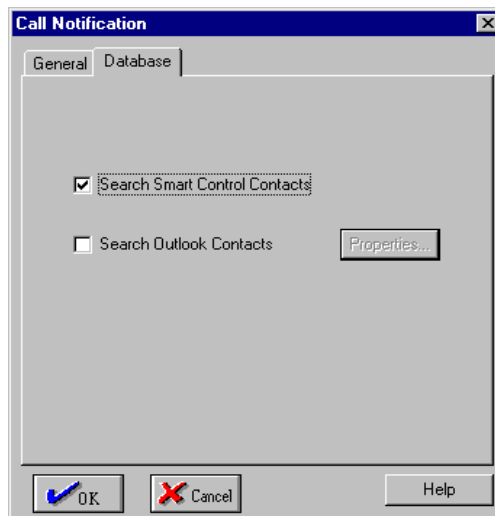 Call Notification
General Database
Search Smart Control Contacts
Search Outlook Contacts Properties...
OK Cancel Help